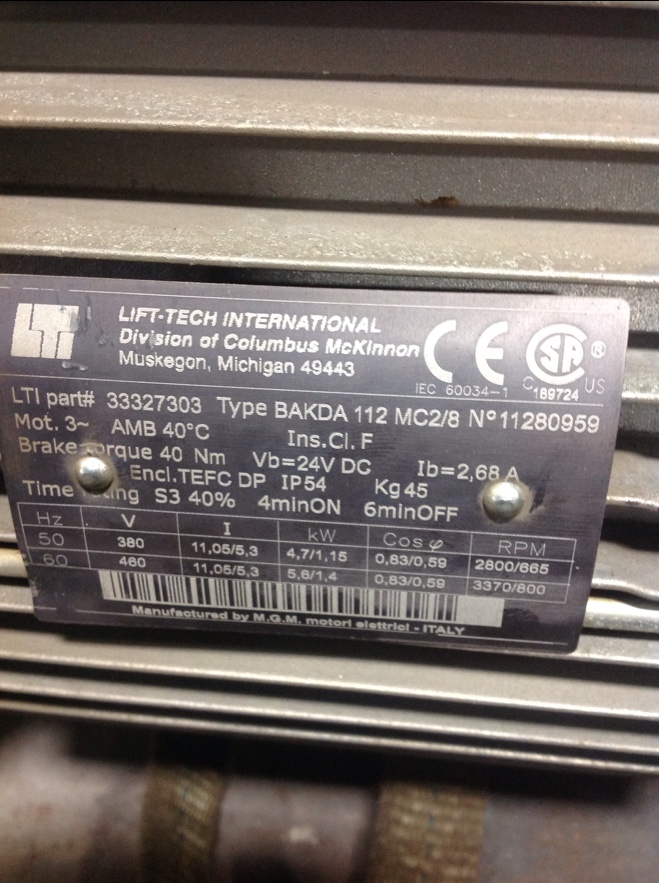 LTI
LIFT-TECH INTERNATIONAL
Division of Columbus McKinnon
Muskegon, Michigan 49443
CE
IEC 60034-1
SA ®
C 189724 US
LTI part# 33327303 Type BAKDA 112 MC2/8 Nº 11280959
Mot. 3~ AMB 40°C Ins.Cl. F
Brake torque 40 Nm Vb=24V DC Ib=2,68 A
Encl.TEFC DP IP54 Kg 45
Time S3 40% 4minON 6minOFF
Hz V I kW Cos φ RPM
50 380 11,05/5,3 4,7/1,15 0,83/0,59 2800/665
60 460 11,05/5,3 5,6/1,4 0,83/0,59 3370/800
Manufactured by M.G.M. motori elettrici - ITALY